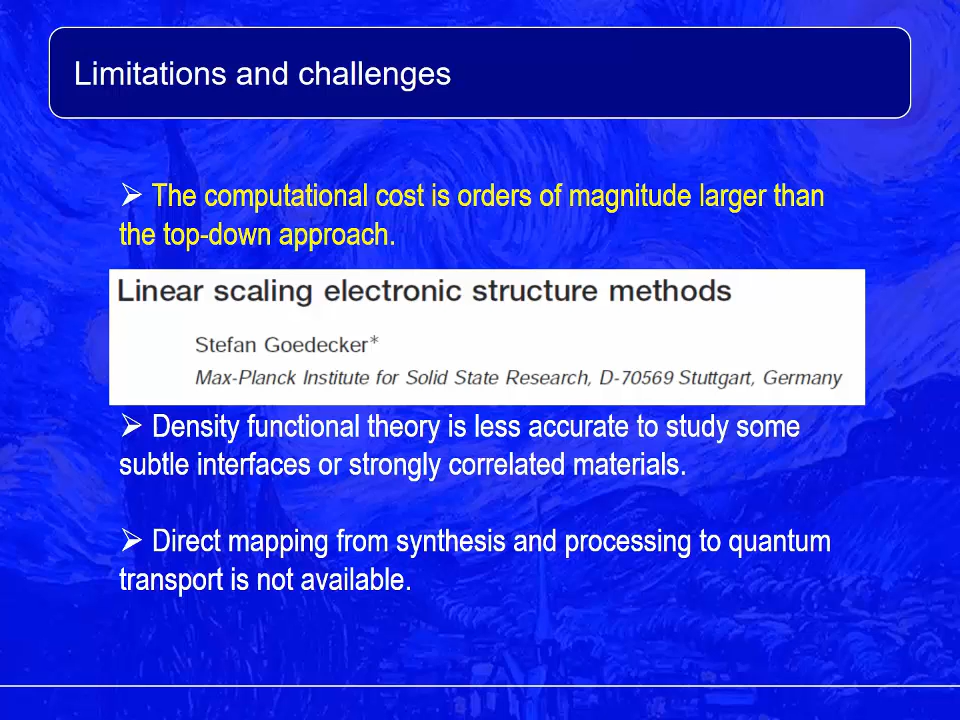 Limitations and challenges
➢ The computational cost is orders of magnitude larger than
the top-down approach.
Linear scaling electronic structure methods
Stefan Goedecker*
Max-Planck Institute for Solid State Research, D-70569 Stuttgart, Germany
➢ Density functional theory is less accurate to study some
subtle interfaces or strongly correlated materials.
➢ Direct mapping from synthesis and processing to quantum
transport is not available.